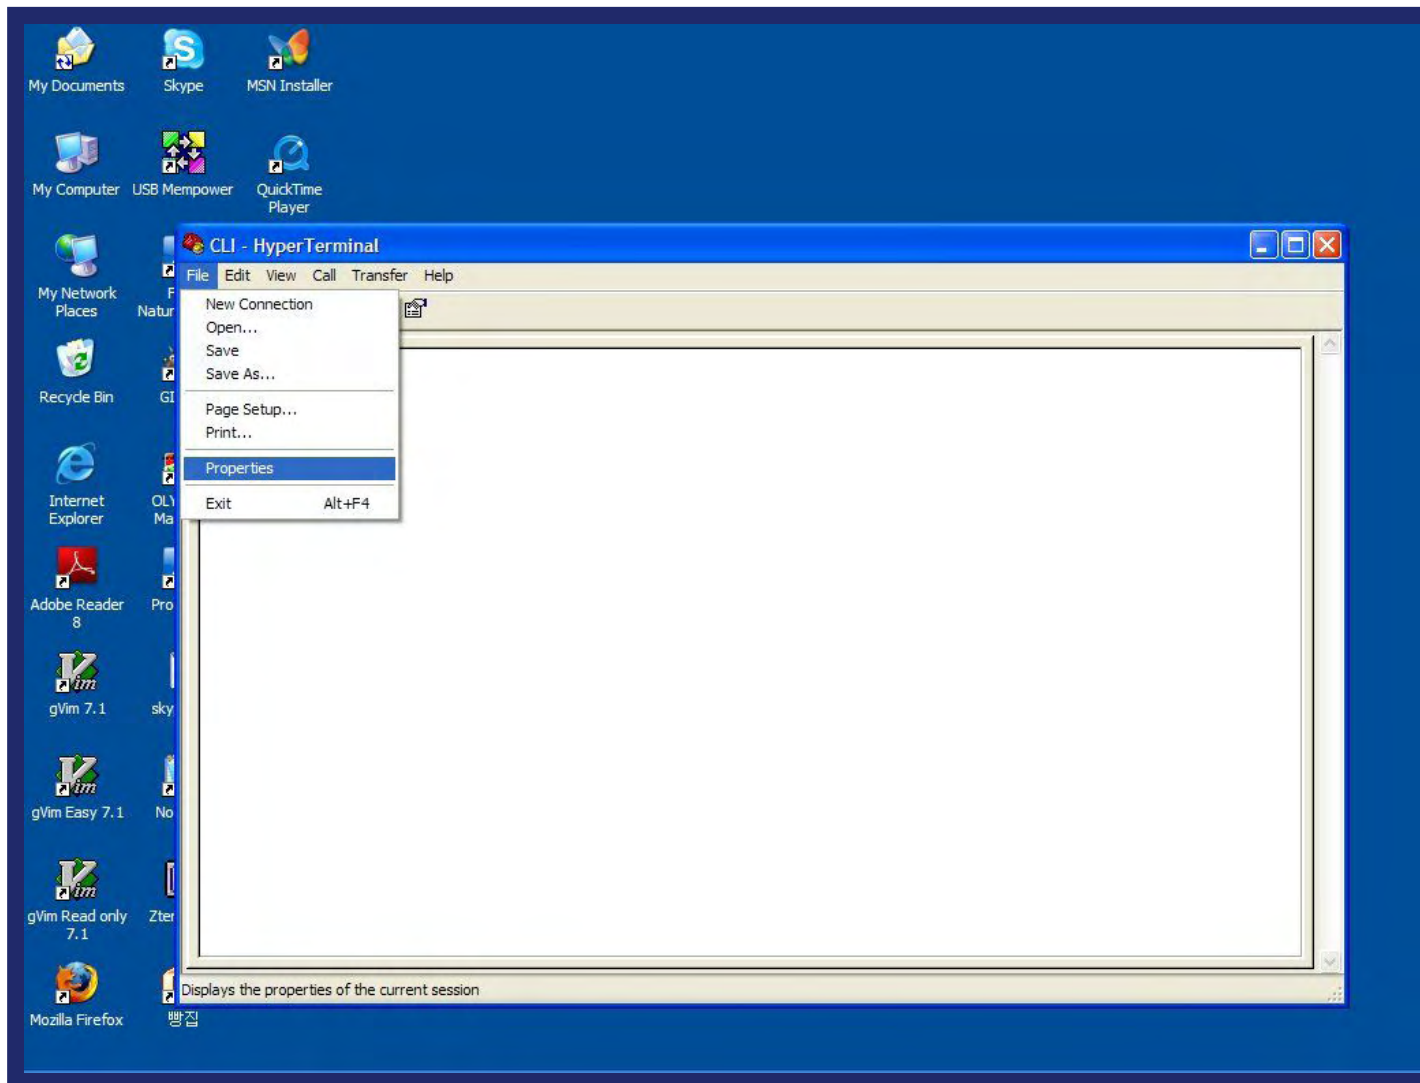 My Documents
Skype
MSN Installer
My Computer
USB Mempower
QuickTime
Player
My Network
Places
Natur
Recycle Bin
GI
Internet
Explorer
OLY
Ma
Adobe Reader
8
Pro
gVim 7.1
sky
gVim Easy 7.1
No
gVim Read only
7.1
Zter
Mozilla Firefox
빵집
CLI - HyperTerminal
File Edit View Call Transfer Help
New Connection
Open...
Save
Save As...
Page Setup...
Print...
Properties
Exit Alt+F4
Displays the properties of the current session